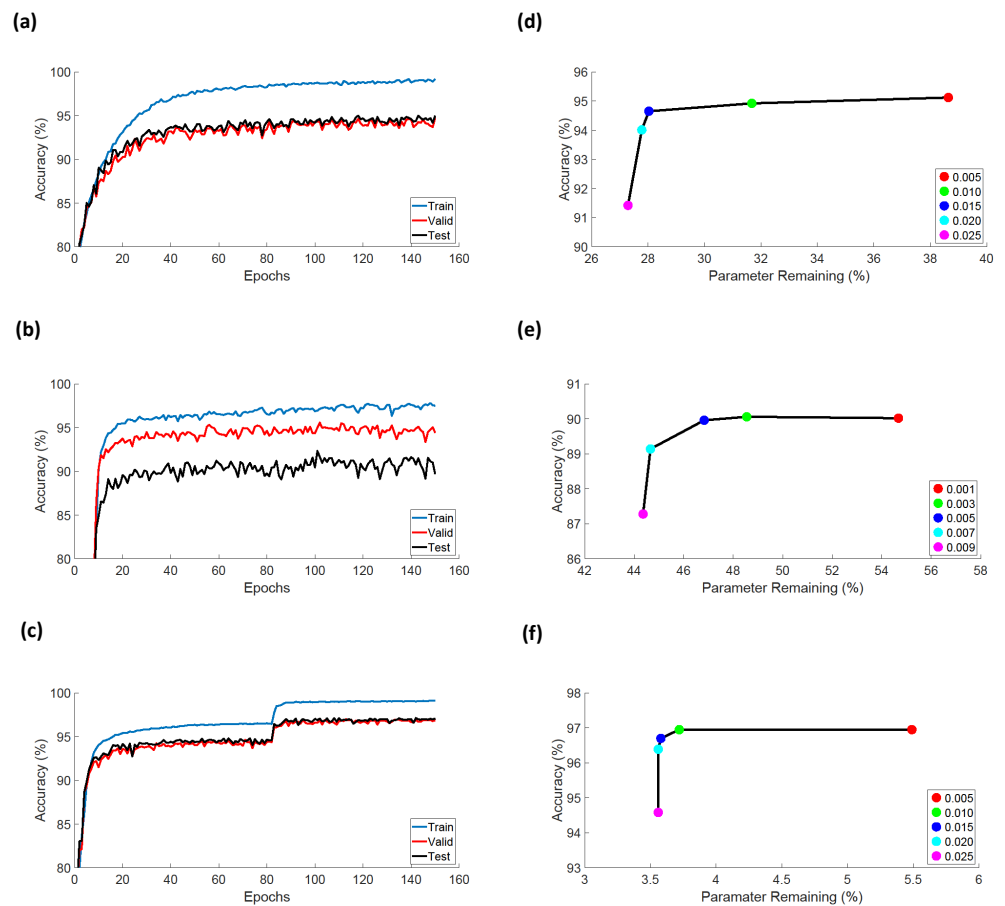 (a)
100
95
90
85
80
0 20 40 60 80 100 120 140 160
Accuracy (%)
Epochs
Train
Valid
Test
(d)
96
95
94
93
92
91
90
26 28 30 32 34 36 38 40
Accuracy (%)
Parameter Remaining (%)
0.005
0.010
0.015
0.020
0.025
(b)
100
95
90
85
80
0 20 40 60 80 100 120 140 160
Accuracy (%)
Epochs
Train
Valid
Test
(e)
91
90
89
88
87
86
42 44 46 48 50 52 54 56 58
Accuracy (%)
Parameter Remaining (%)
0.001
0.003
0.005
0.007
0.009
(c)
100
95
90
85
80
0 20 40 60 80 100 120 140 160
Accuracy (%)
Epochs
Train
Valid
Test
(f)
98
97
96
95
94
93
3 3.5 4 4.5 5 5.5 6
Accuracy (%)
Paramater Remaining (%)
0.005
0.010
0.015
0.020
0.025